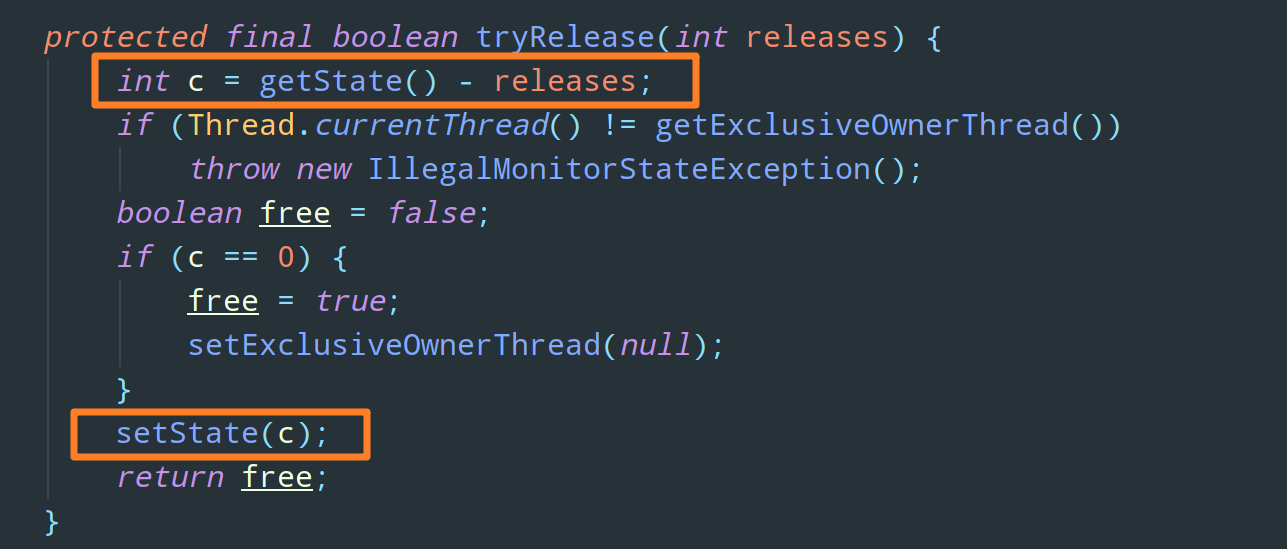 protected final boolean tryRelease(int releases) {
int c = getState() - releases;
if (Thread.currentThread() != getExclusiveOwnerThread())
throw new IllegalMonitorStateException();
boolean free = false;
if (c == 0) {
free = true;
setExclusiveOwnerThread(null);
}
setState(c);
return free;
}